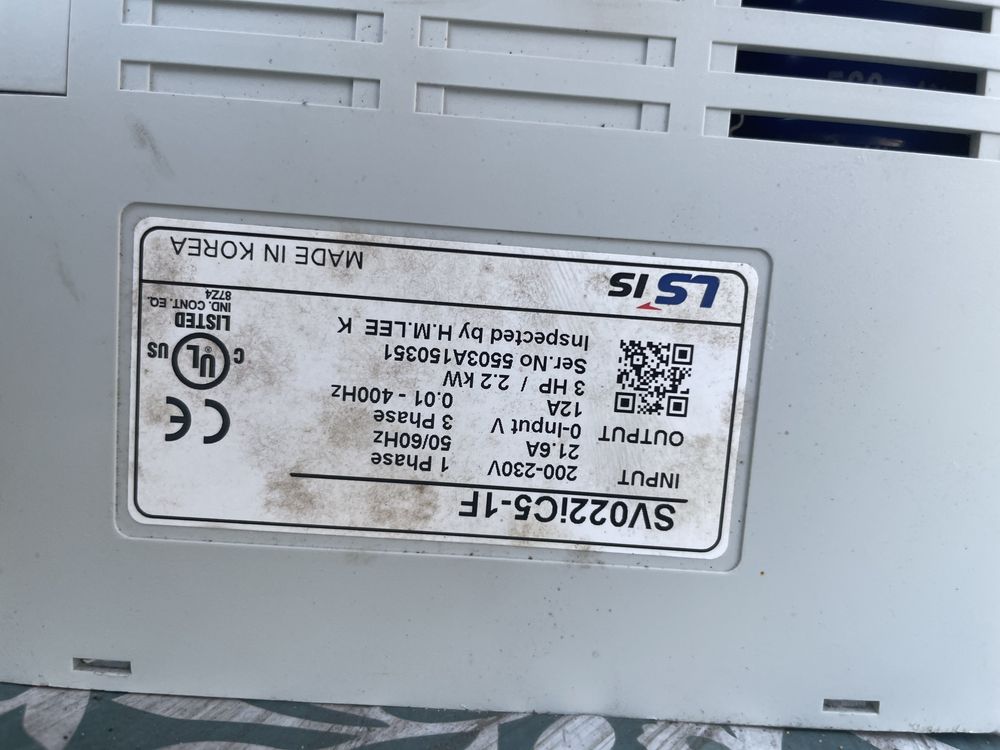 SV022iC5-1F
INPUT 200-230V 1 Phase
21.6A 50/60Hz
OUTPUT 0-Input V 3 Phase
12A 0.01 - 400Hz
3 HP / 2.2 kW
Ser.No 5503A150351
Inspected by H.M.LEE K
CE
C UL ® US
LISTED
IND. CONT. EQ.
87Z4
LS IS
MADE IN KOREA